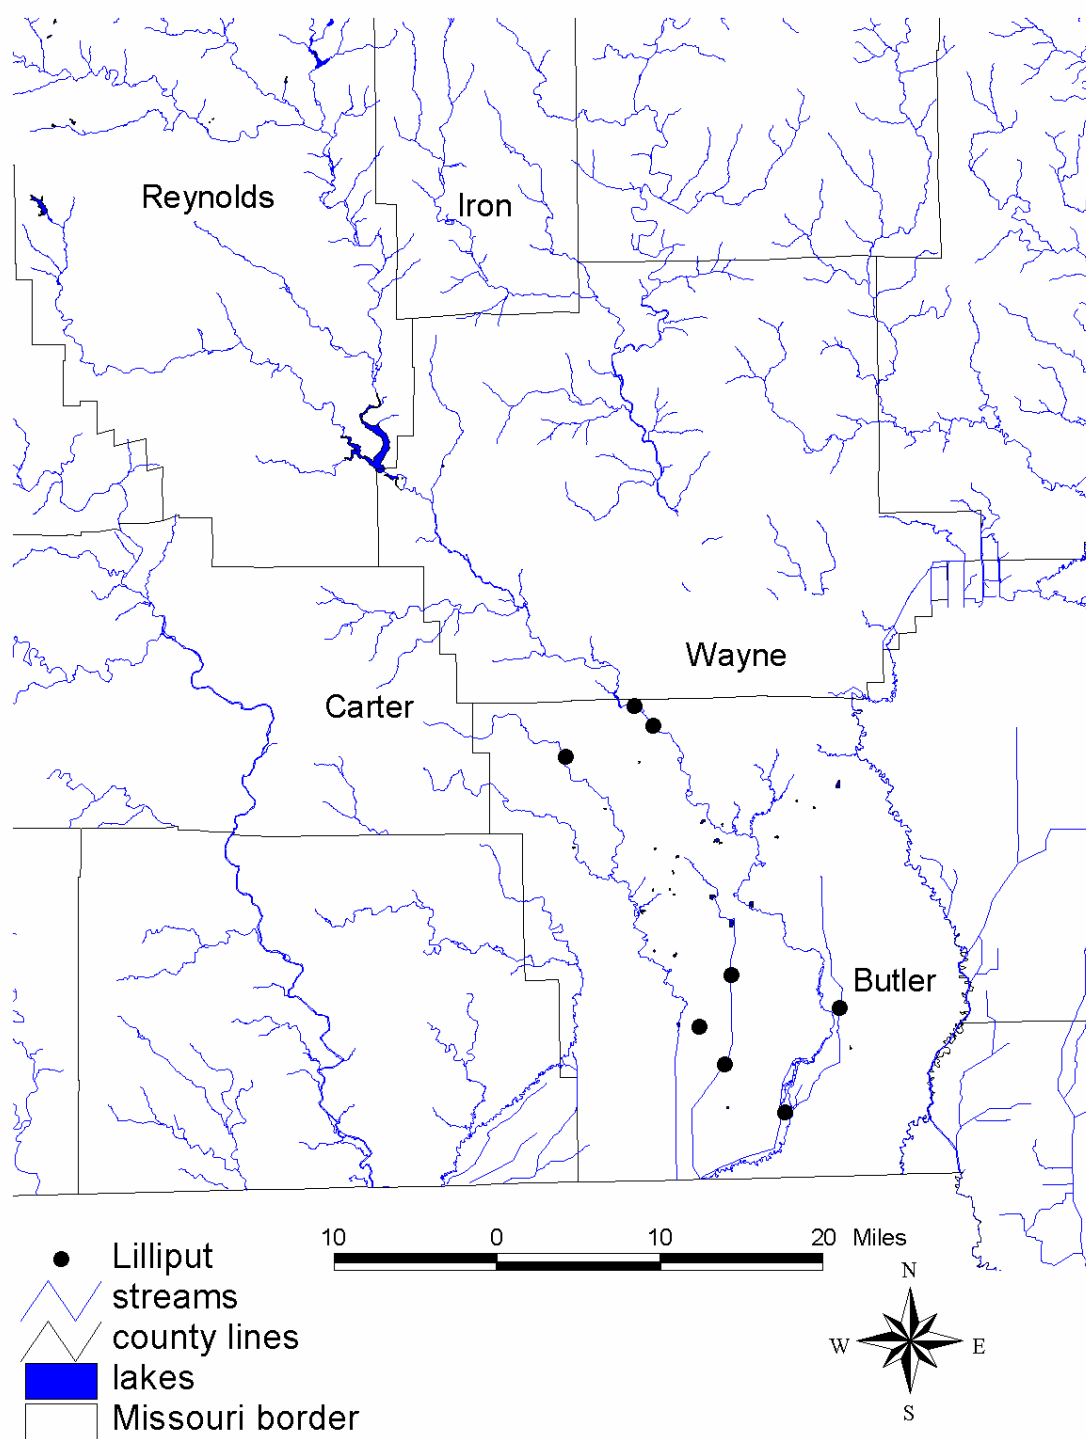 Reynolds
Iron
Wayne
Carter
Butler
10 0 10 20 Miles
Lilliput
streams
county lines
lakes
Missouri border
N
W E
S